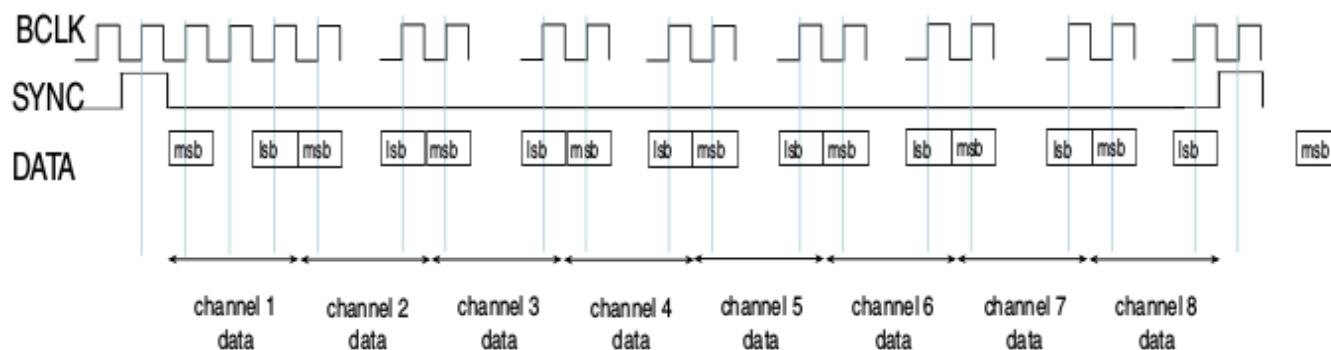 BCLK
SYNC
DATA
msb lsb msb lsb msb lsb msb lsb msb lsb msb lsb msb lsb msb lsb msb
channel 1 data
channel 2 data
channel 3 data
channel 4 data
channel 5 data
channel 6 data
channel 7 data
channel 8 data